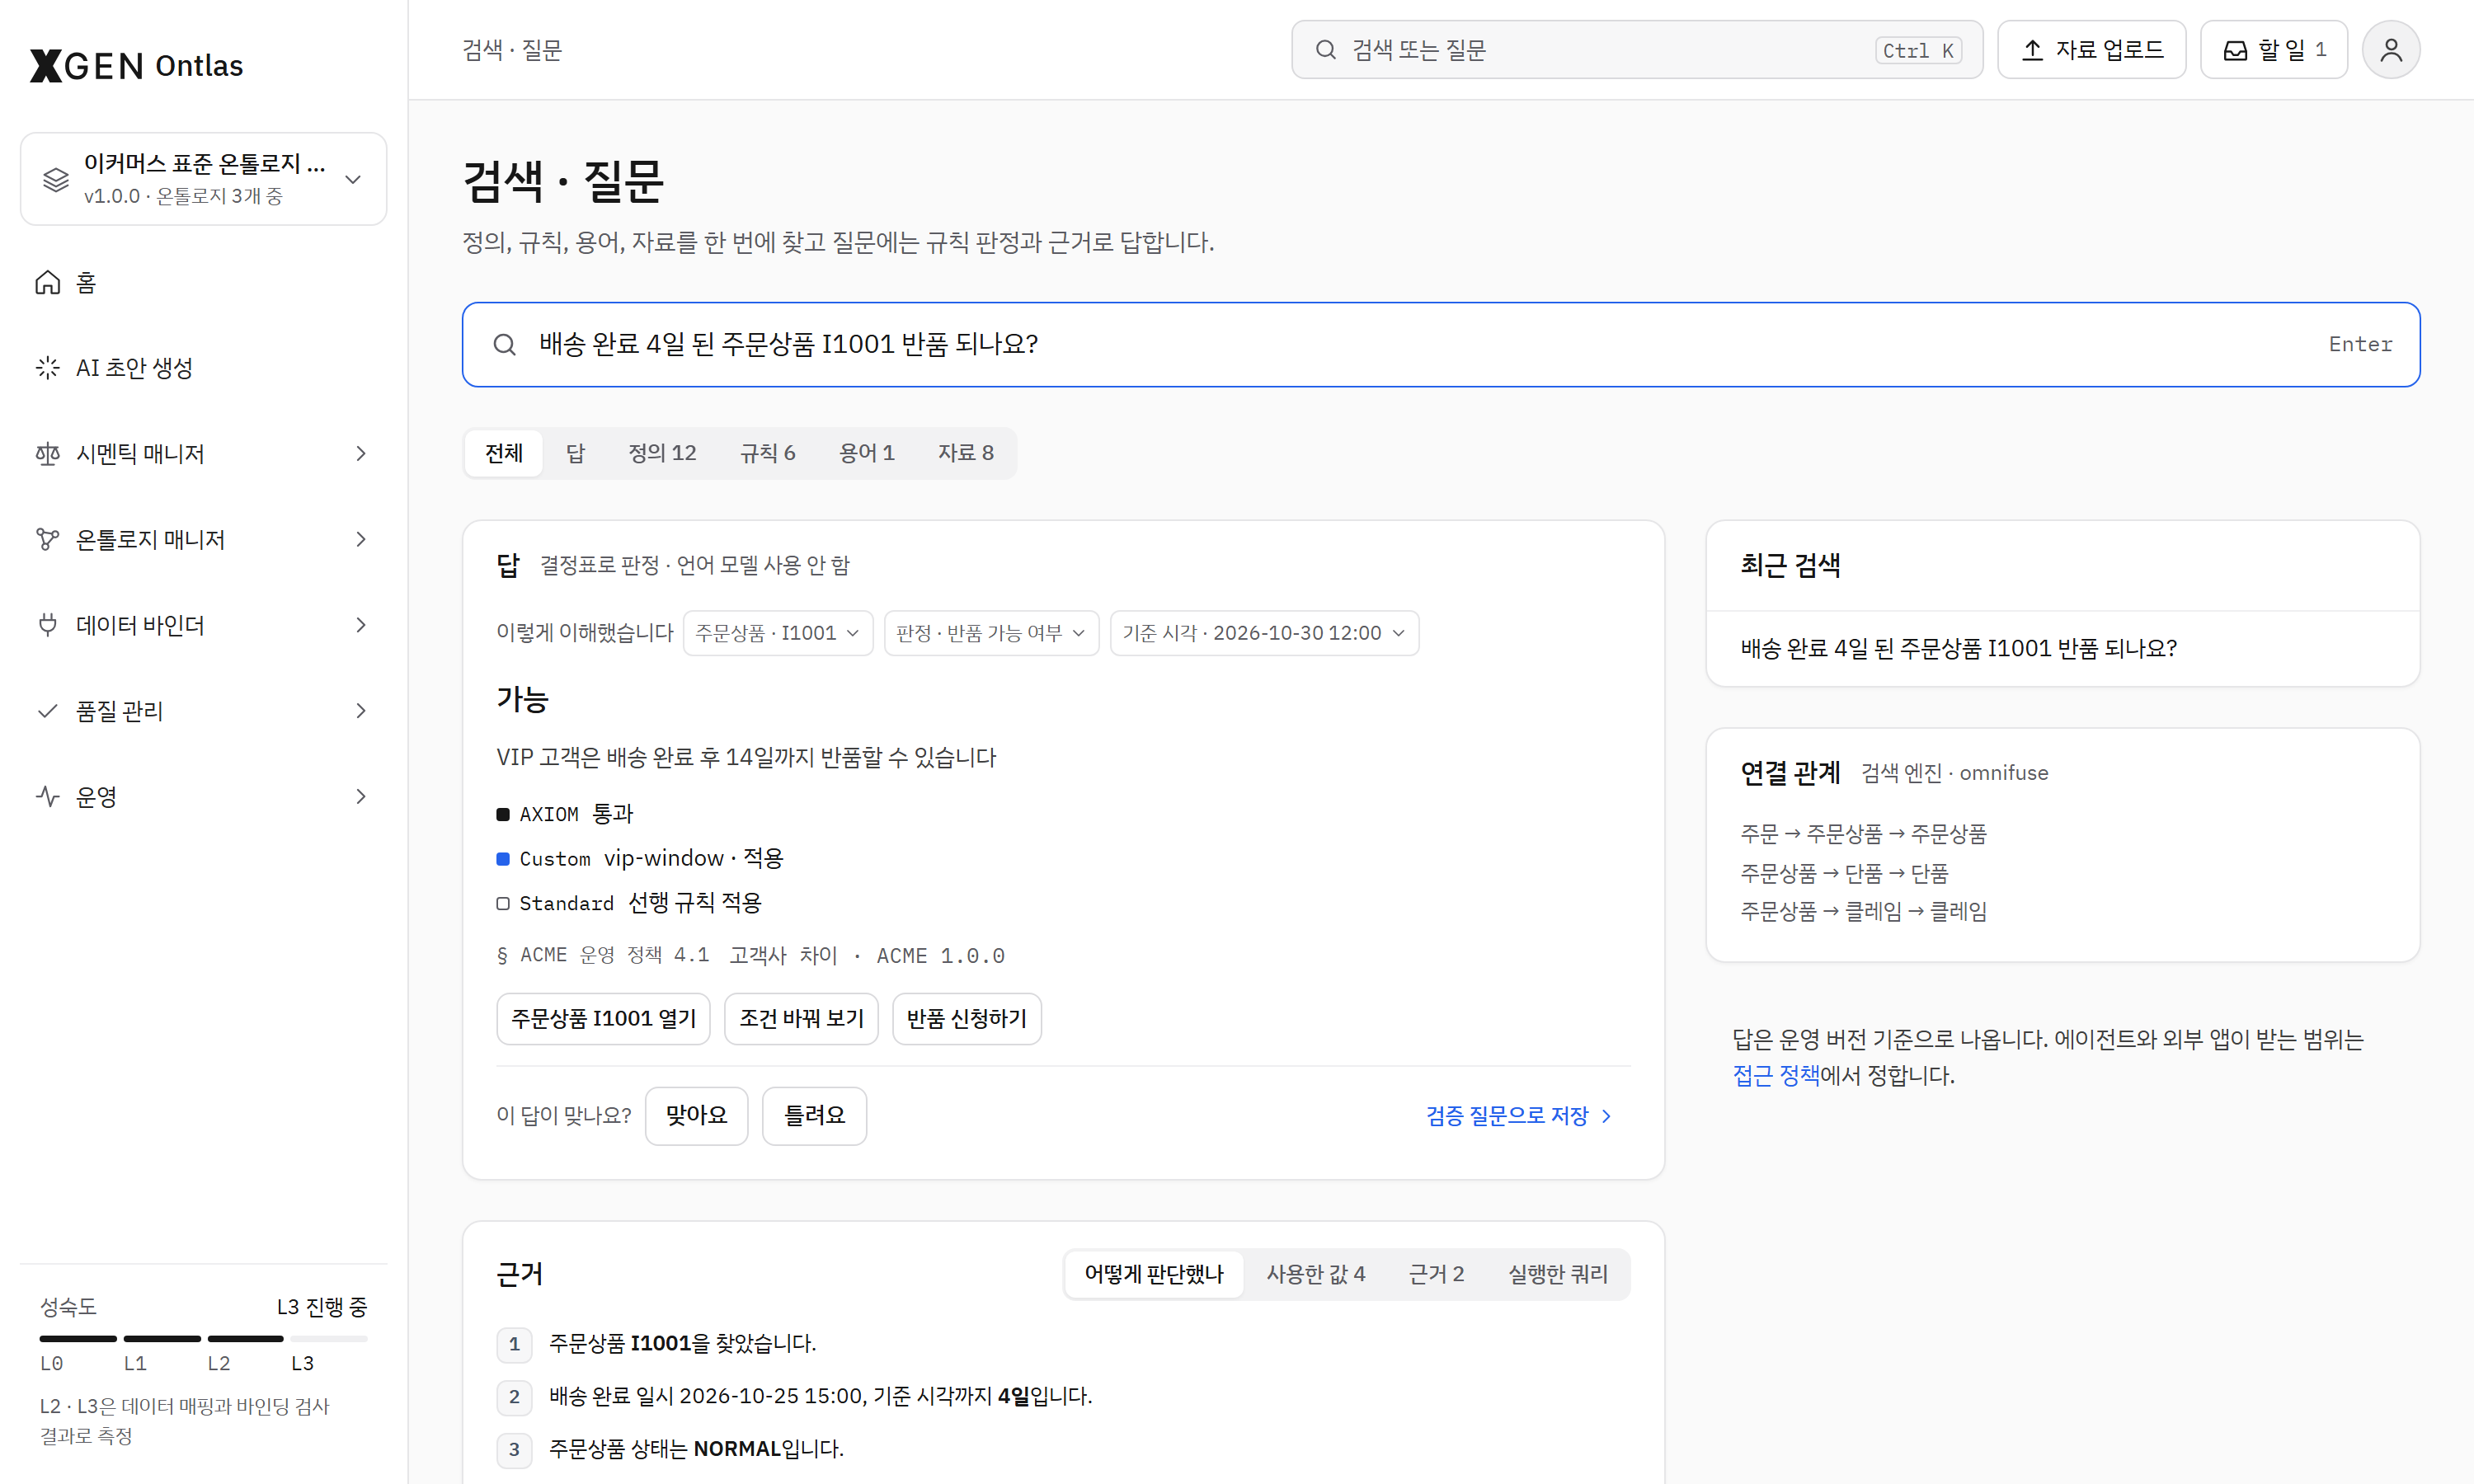 XGEN Ontlas
이커머스 표준 온톨로지 ...
v1.0.0 · 온톨로지 3개 중
홈
AI 초안 생성
시멘틱 매니저
온톨로지 매니저
데이터 바인더
품질 관리
운영
성숙도 L3 진행 중
L0 L1 L2 L3
L2 · L3은 데이터 매핑과 바인딩 검사
결과로 측정
검색 · 질문
검색 또는 질문 Ctrl K
자료 업로드
할 일 1
검색 · 질문
정의, 규칙, 용어, 자료를 한 번에 찾고 질문에는 규칙 판정과 근거로 답합니다.
배송 완료 4일 된 주문상품 I1001 반품 되나요? Enter
전체 답 정의 12 규칙 6 용어 1 자료 8
답 결정표로 판정 · 언어 모델 사용 안 함
이렇게 이해했습니다 주문상품 · I1001 판정 · 반품 가능 여부 기준 시각 · 2026-10-30 12:00
가능
VIP 고객은 배송 완료 후 14일까지 반품할 수 있습니다
AXIOM 통과
Custom vip-window · 적용
Standard 선행 규칙 적용
§ ACME 운영 정책 4.1 고객사 차이 · ACME 1.0.0
주문상품 I1001 열기 조건 바꿔 보기 반품 신청하기
이 답이 맞나요? 맞아요 틀려요 검증 질문으로 저장
근거 어떻게 판단했나 사용한 값 4 근거 2 실행한 쿼리
1 주문상품 I1001을 찾았습니다.
2 배송 완료 일시 2026-10-25 15:00, 기준 시각까지 4일입니다.
3 주문상품 상태는 NORMAL입니다.
최근 검색
배송 완료 4일 된 주문상품 I1001 반품 되나요?
연결 관계 검색 엔진 · omnifuse
주문 → 주문상품 → 주문상품
주문상품 → 단품 → 단품
주문상품 → 클레임 → 클레임
답은 운영 버전 기준으로 나옵니다. 에이전트와 외부 앱이 받는 범위는
접근 정책에서 정합니다.